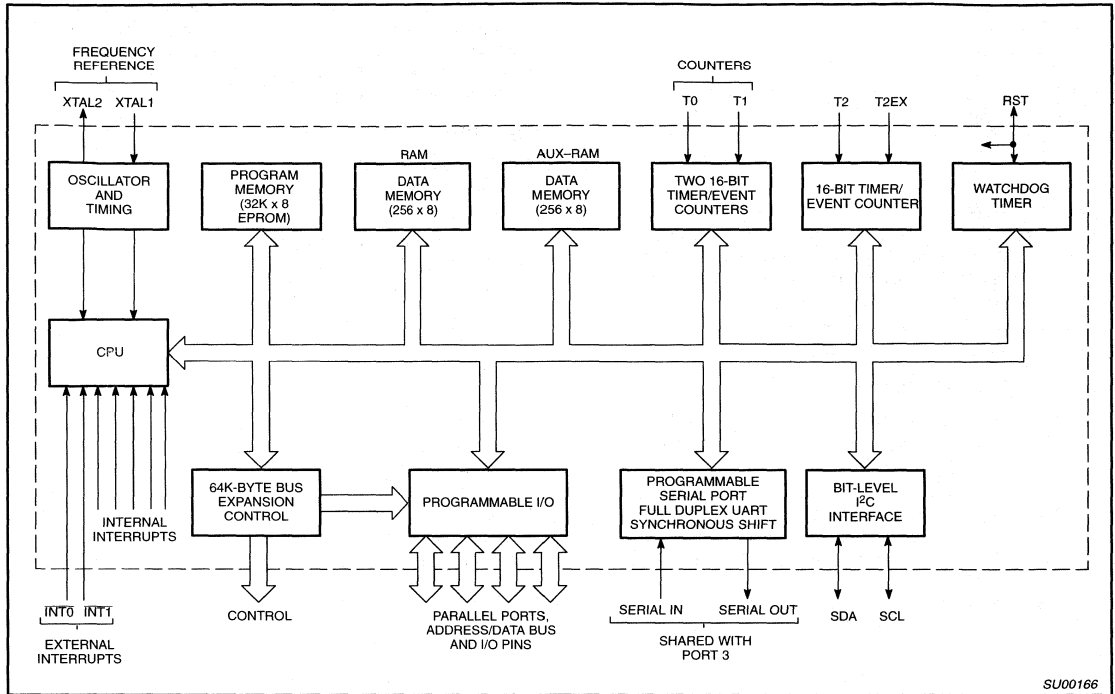 FREQUENCY
REFERENCE
XTAL2 XTAL1
COUNTERS
T0 T1
T2 T2EX
RST
OSCILLATOR
AND
TIMING
PROGRAM
MEMORY
(32K x 8
EPROM)
RAM
DATA
MEMORY
(256 x 8)
AUX–RAM
DATA
MEMORY
(256 x 8)
TWO 16-BIT
TIMER/EVENT
COUNTERS
16-BIT TIMER/
EVENT COUNTER
WATCHDOG
TIMER
CPU
INTERNAL
INTERRUPTS
64K-BYTE BUS
EXPANSION
CONTROL
PROGRAMMABLE I/O
PROGRAMMABLE
SERIAL PORT
FULL DUPLEX UART
SYNCHRONOUS SHIFT
BIT-LEVEL
I²C
INTERFACE
INT0 INT1
EXTERNAL
INTERRUPTS
CONTROL
PARALLEL PORTS,
ADDRESS/DATA BUS
AND I/O PINS
SERIAL IN SERIAL OUT
SHARED WITH
PORT 3
SDA SCL
SU00166